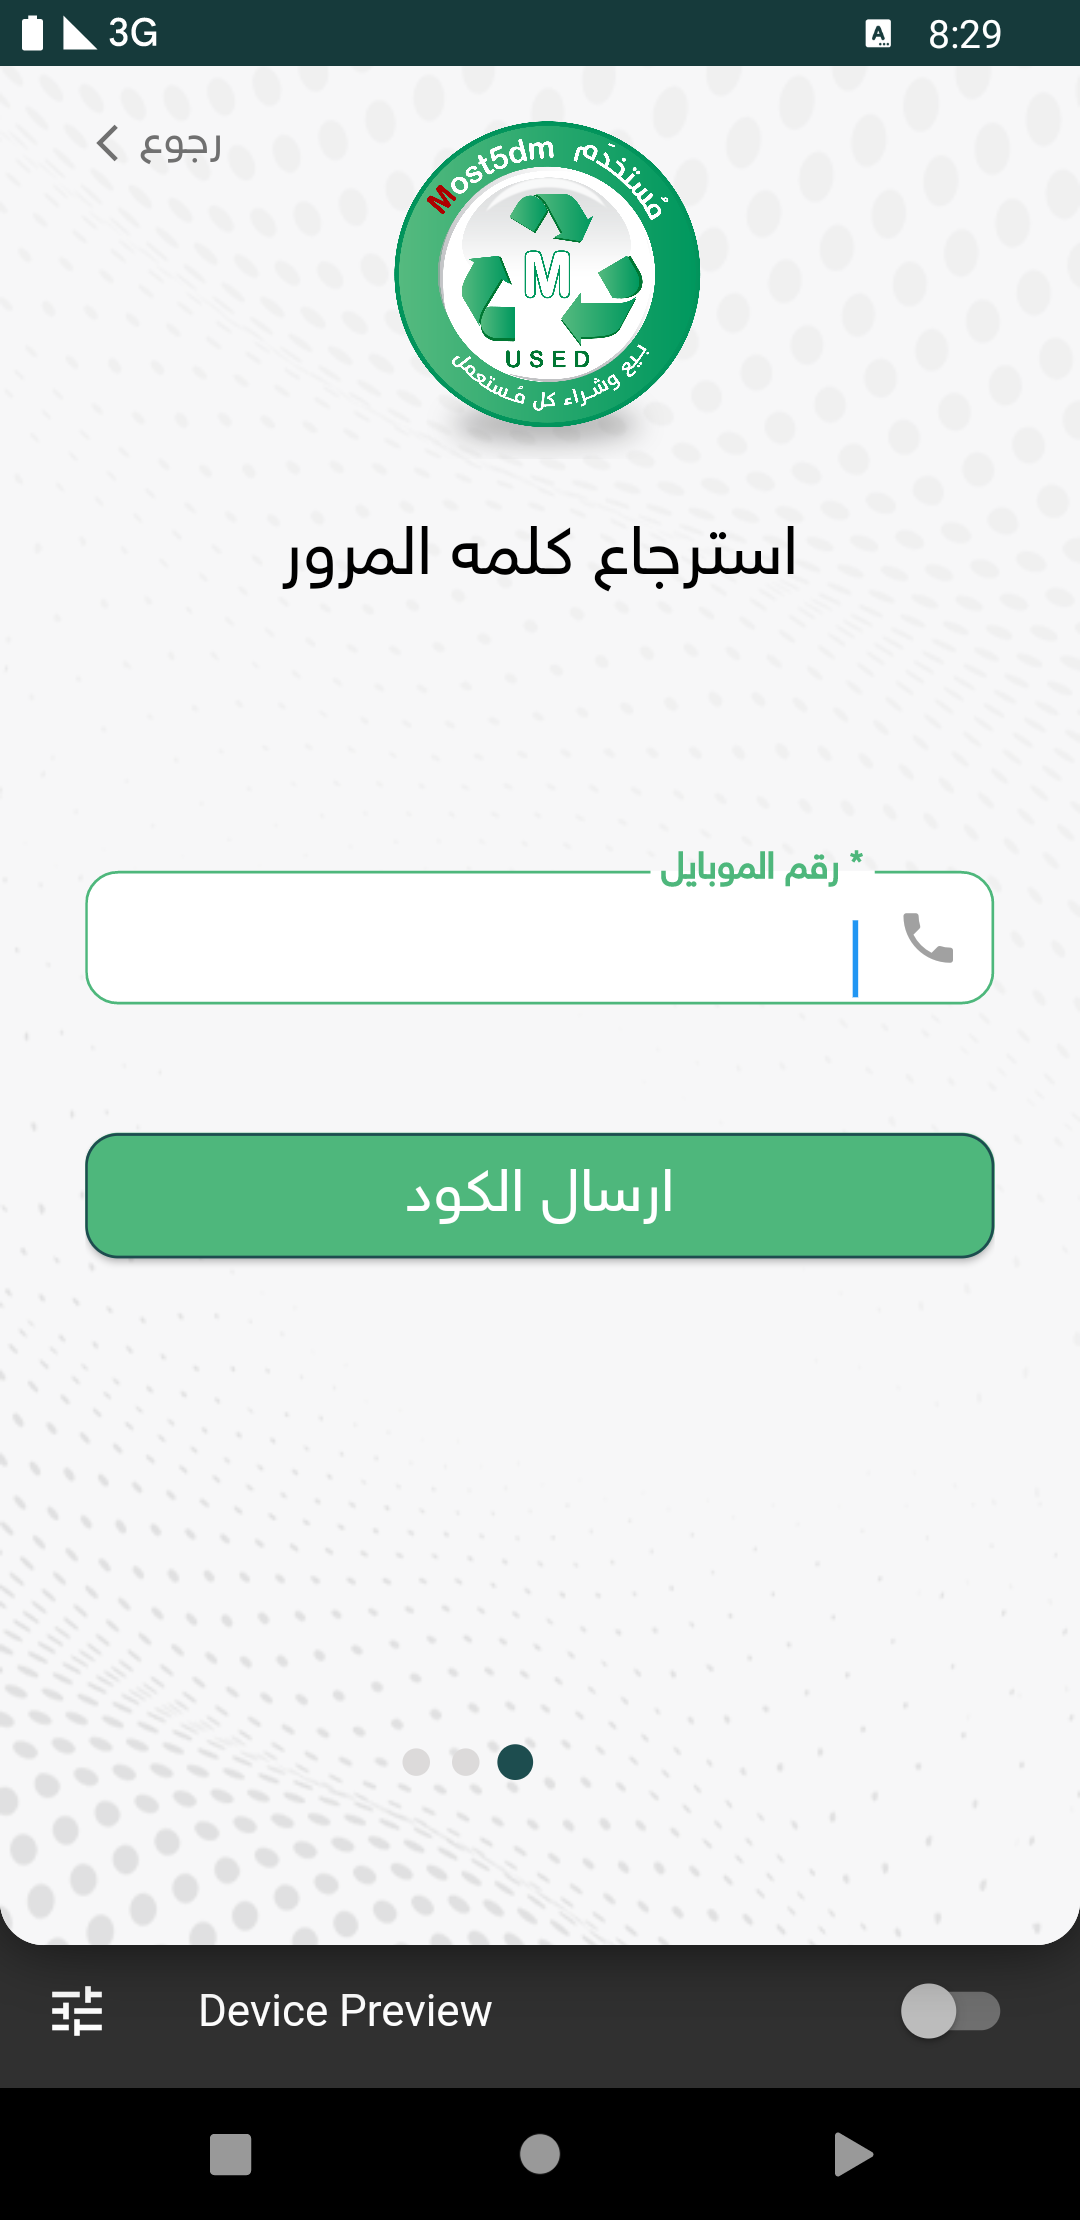 3G
8:29
رجوع
Most5dm مُستخدَم
M
USED
بيع وشراء كل مُستعمل
استرجاع كلمه المرور
* رقم الموبايل
ارسال الكود
Device Preview